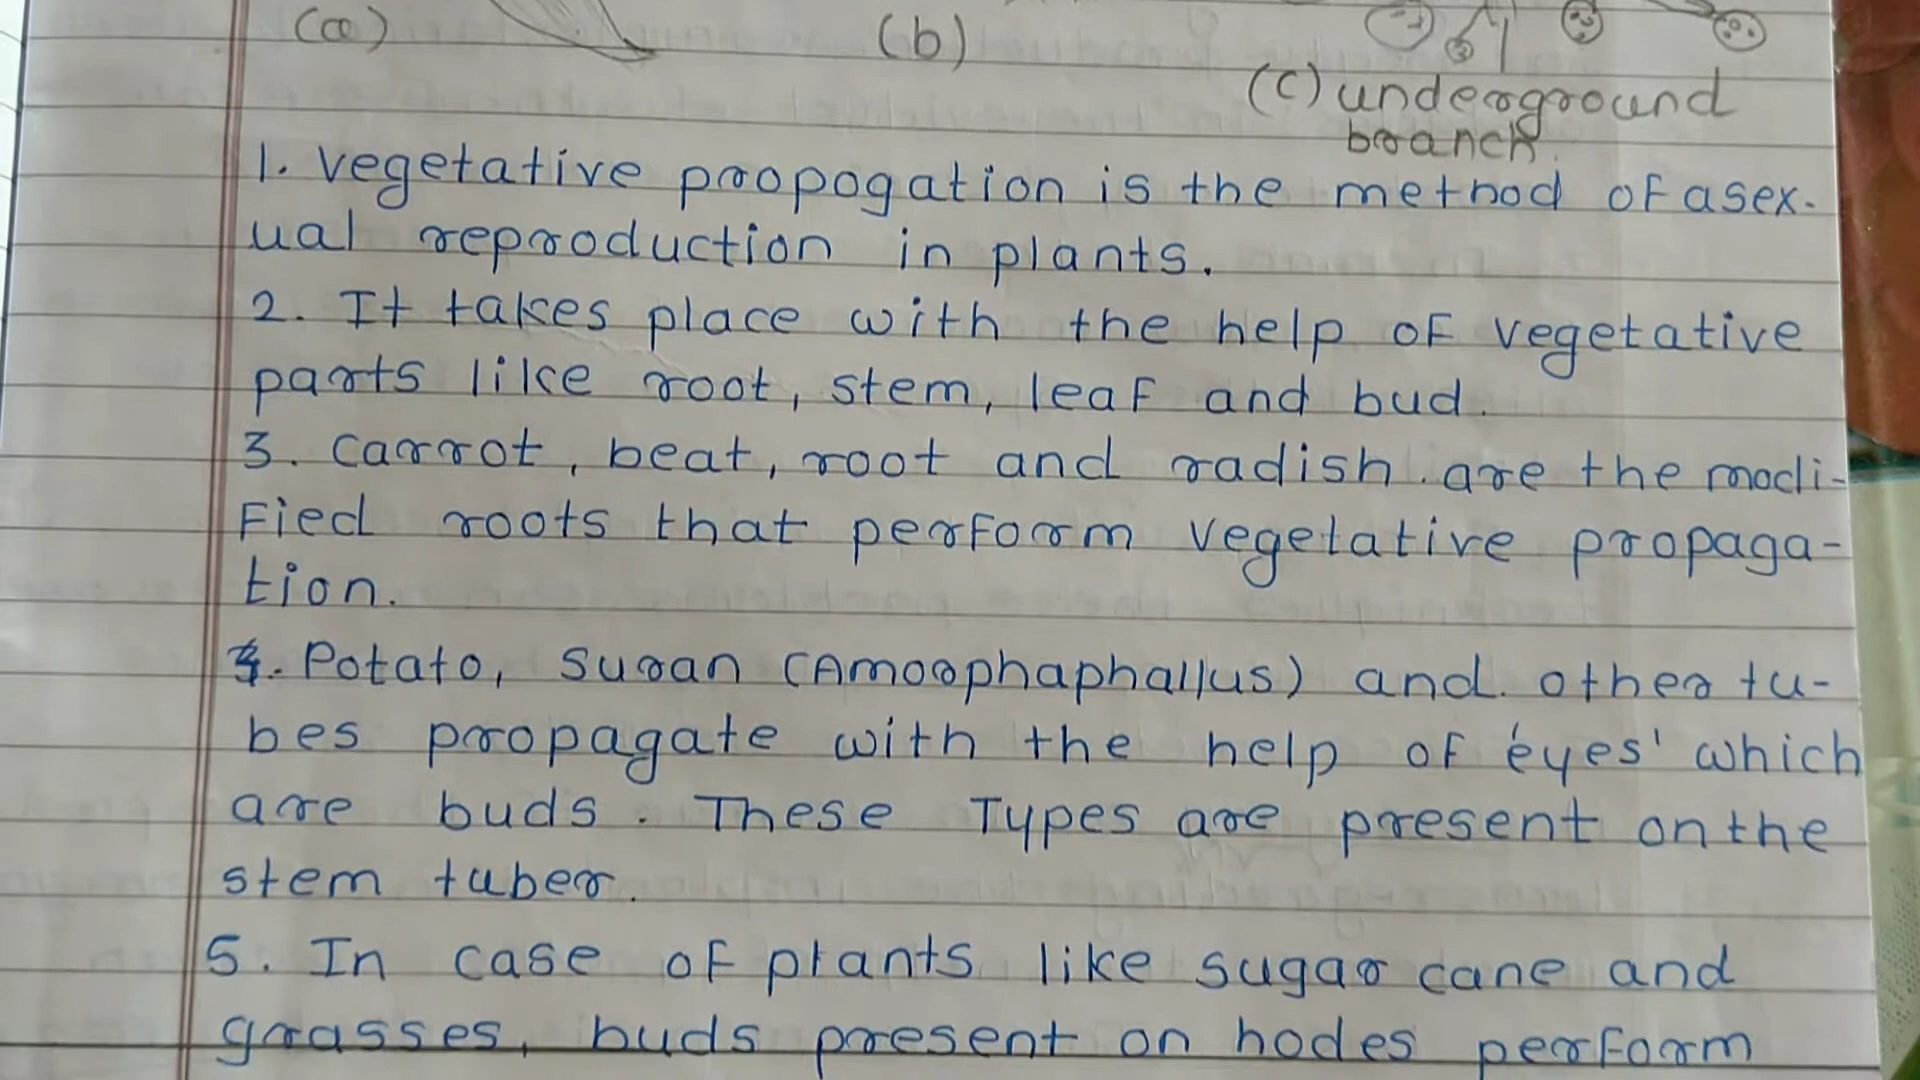 (a)
(b)
(c) underground
branch.
1. Vegetative propogation is the method of asex-
ual reproduction in plants.
2. It takes place with the help of vegetative
parts like root, stem, leaf and bud.
3. Carrot, beat, root and radish are the modi-
fied roots that perform vegetative propaga-
tion.
4. Potato, suran (Amorphaphallus) and other tu-
bes propagate with the help of 'eyes' which
are buds. These Types are present on the
stem tuber.
5. In case of plants like sugar cane and
grasses, buds present on nodes perform